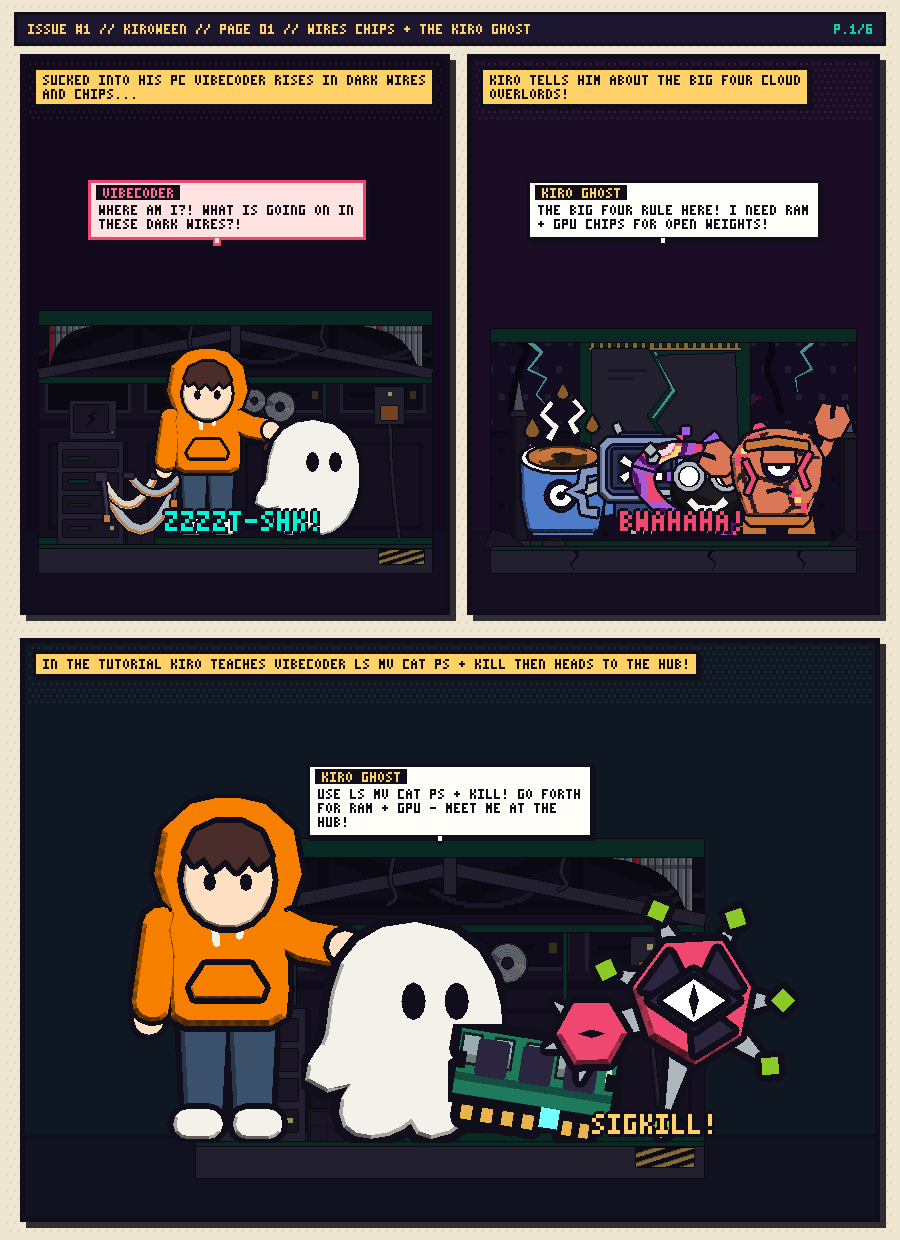 ISSUE #1 // KIROWEEN // PAGE 01 // WIRES CHIPS + THE KIRO GHOST
P.1/6
SUCKED INTO HIS PC VIBECODER RISES IN DARK WIRES
AND CHIPS...
VIBECODER
WHERE AM I?! WHAT IS GOING ON IN
THESE DARK WIRES?!
ZZZZT-SHK!
KIRO TELLS HIM ABOUT THE BIG FOUR CLOUD
OVERLORDS!
KIRO GHOST
THE BIG FOUR RULE HERE! I NEED RAM
+ GPU CHIPS FOR OPEN WEIGHTS!
BWAHAHA!
IN THE TUTORIAL KIRO TEACHES VIBECODER LS MV CAT PS + KILL THEN HEADS TO THE HUB!
KIRO GHOST
USE LS MV CAT PS + KILL! GO FORTH
FOR RAM + GPU - MEET ME AT THE
HUB!
SIGKILL!